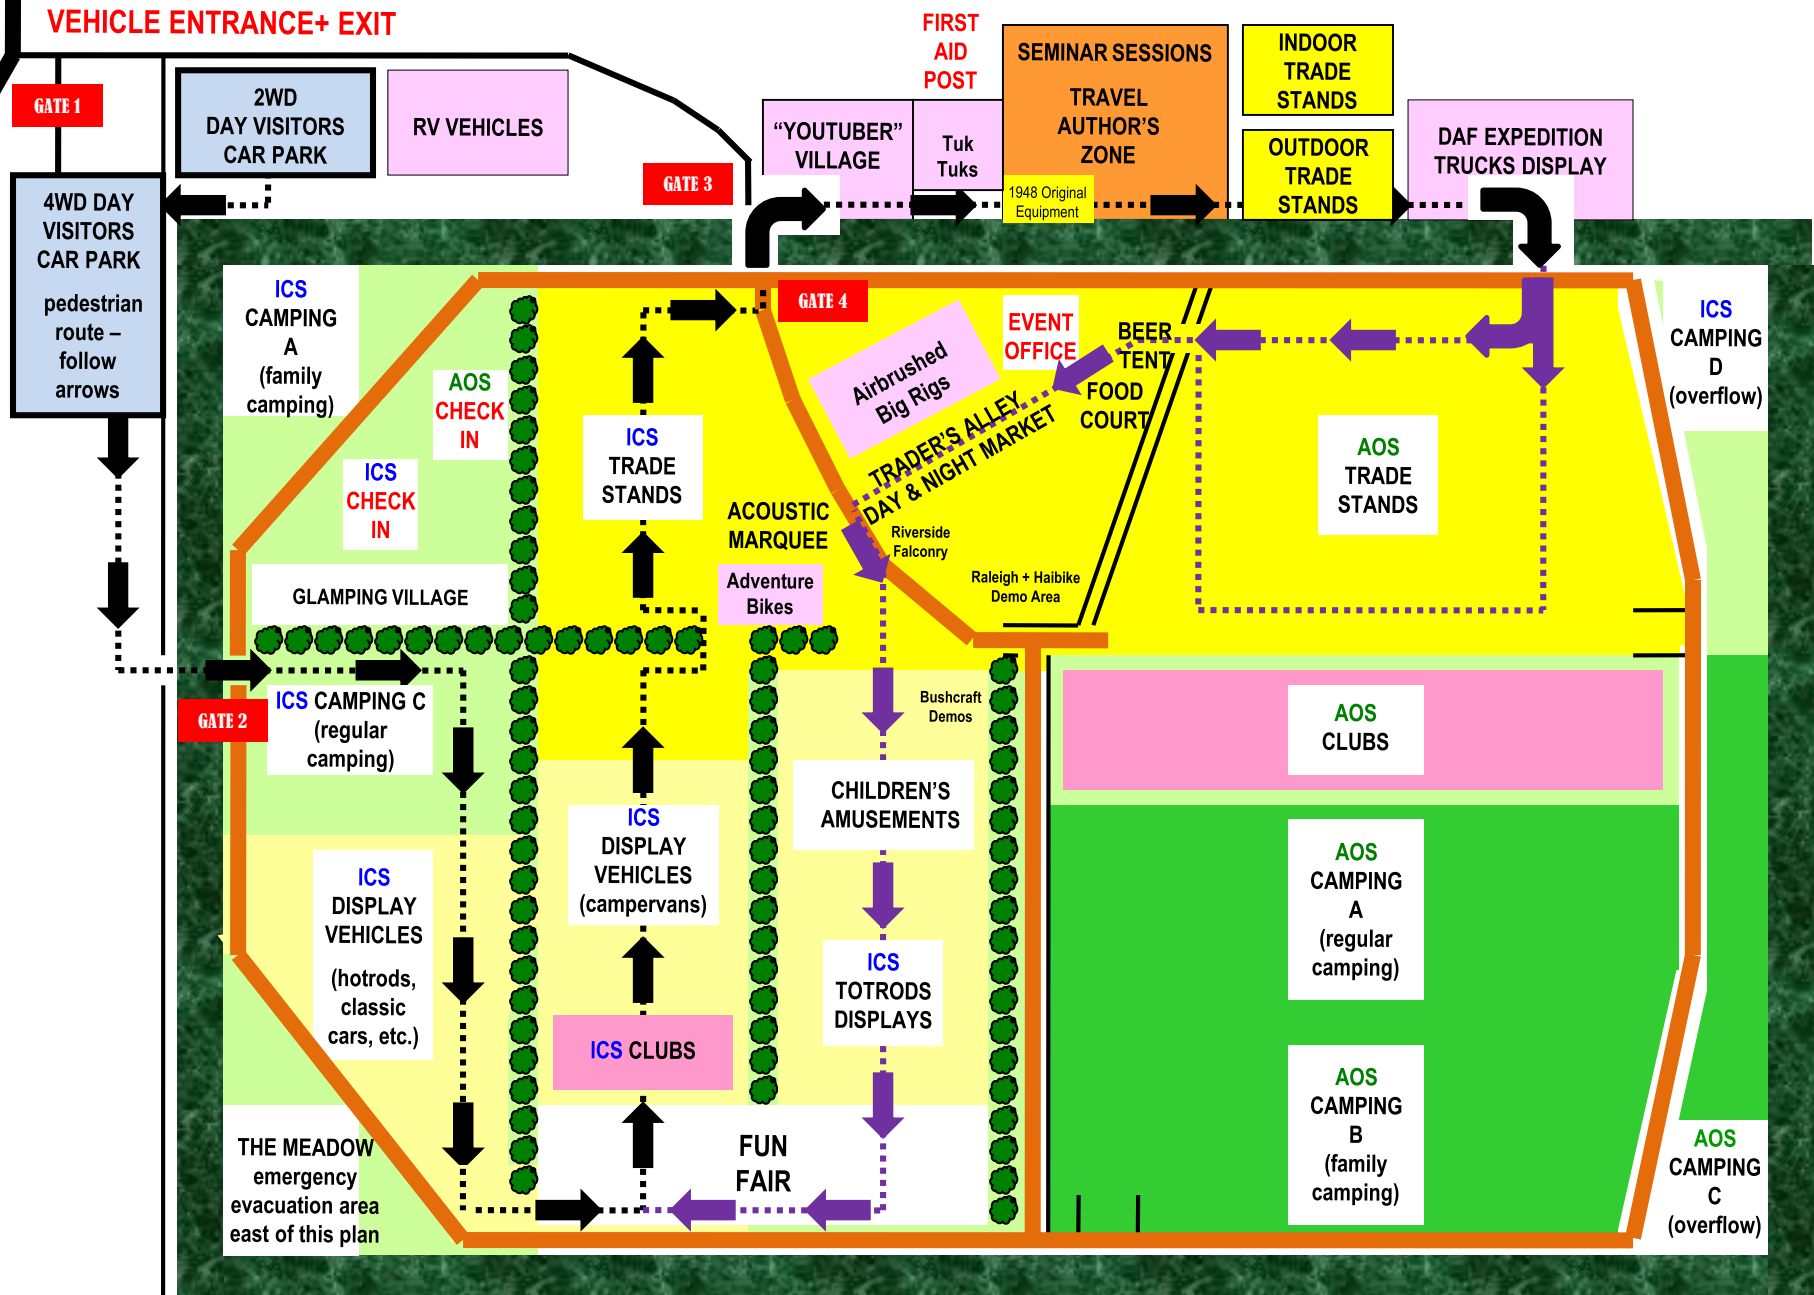 VEHICLE ENTRANCE+ EXIT
GATE 1
2WD
DAY VISITORS
CAR PARK
RV VEHICLES
4WD DAY
VISITORS
CAR PARK
pedestrian
route –
follow
arrows
GATE 3
FIRST
AID
POST
“YOUTUBER”
VILLAGE
Tuk
Tuks
SEMINAR SESSIONS
TRAVEL
AUTHOR’S
ZONE
1948 Original
Equipment
INDOOR
TRADE
STANDS
OUTDOOR
TRADE
STANDS
DAF EXPEDITION
TRUCKS DISPLAY
ICS
CAMPING
A
(family
camping)
AOS
CHECK
IN
ICS
CHECK
IN
GLAMPING VILLAGE
ICS
TRADE
STANDS
GATE 4
Airbrushed
Big Rigs
EVENT
OFFICE
BEER
TENT
FOOD
COURT
TRADER’S ALLEY
DAY & NIGHT MARKET
ACOUSTIC
MARQUEE
Adventure
Bikes
Riverside
Falconry
Raleigh + Haibike
Demo Area
AOS
TRADE
STANDS
ICS
CAMPING
D
(overflow)
GATE 2
ICS CAMPING C
(regular
camping)
ICS
DISPLAY
VEHICLES
(hotrods,
classic
cars, etc.)
ICS
DISPLAY
VEHICLES
(campervans)
ICS CLUBS
Bushcraft
Demos
CHILDREN’S
AMUSEMENTS
ICS
TOTRODS
DISPLAYS
FUN
FAIR
THE MEADOW
emergency
evacuation area
east of this plan
AOS
CLUBS
AOS
CAMPING
A
(regular
camping)
AOS
CAMPING
B
(family
camping)
AOS
CAMPING
C
(overflow)